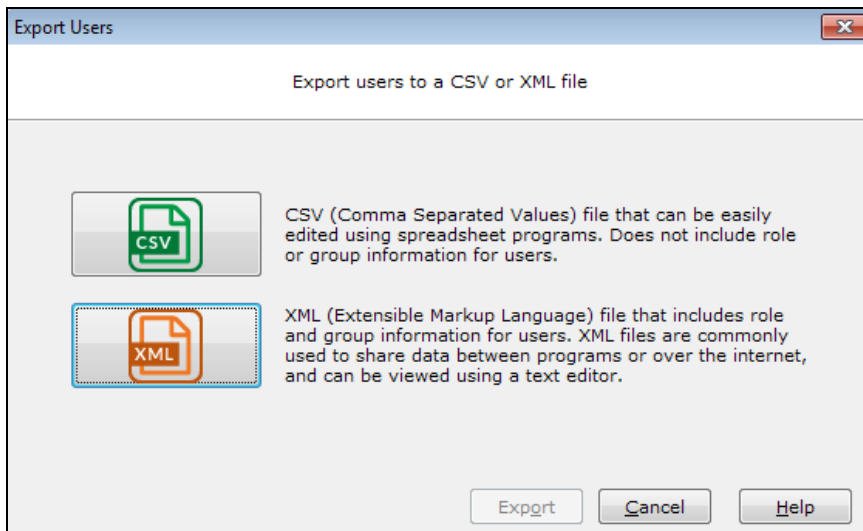 Export Users
Export users to a CSV or XML file
CSV
CSV (Comma Separated Values) file that can be easily
edited using spreadsheet programs. Does not include role
or group information for users.
XML
XML (Extensible Markup Language) file that includes role
and group information for users. XML files are commonly
used to share data between programs or over the internet,
and can be viewed using a text editor.
Export Cancel Help